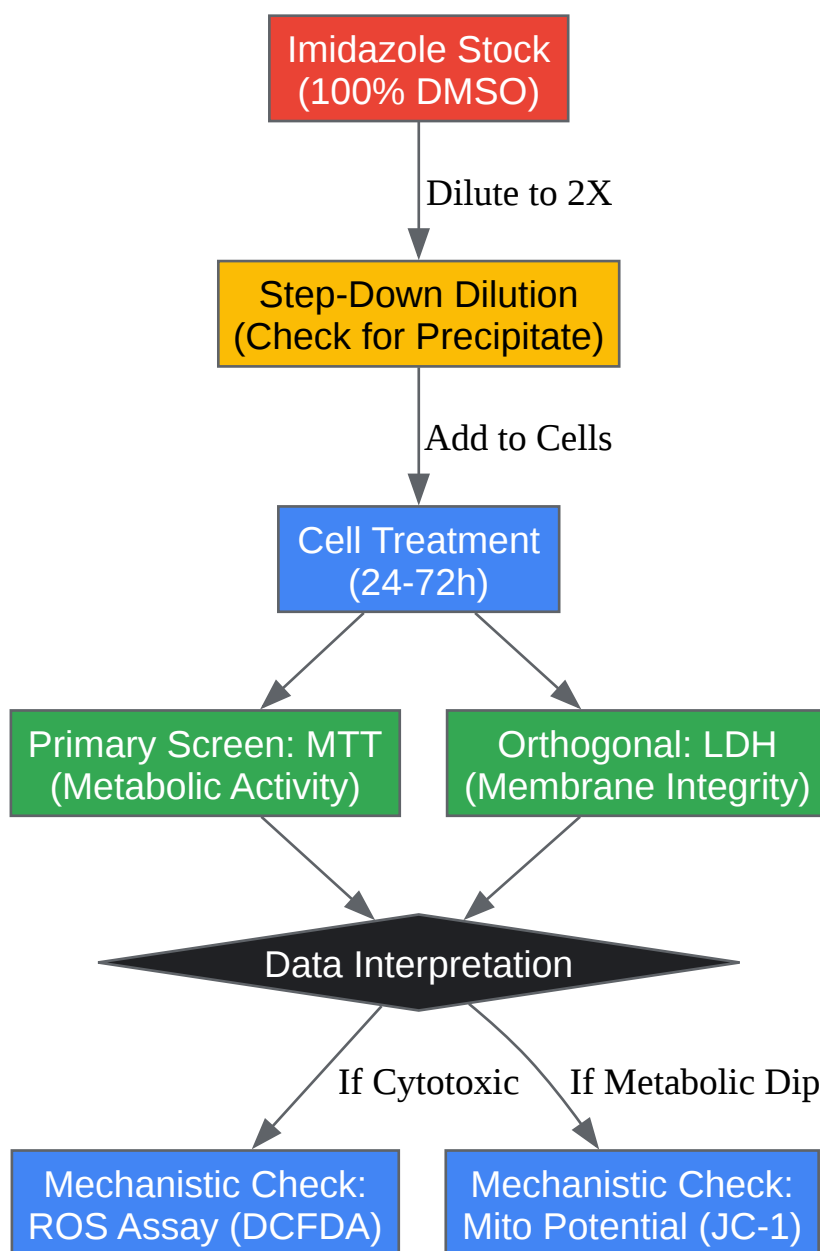 Imidazole Stock
(100% DMSO)
Dilute to 2X
Step-Down Dilution
(Check for Precipitate)
Add to Cells
Cell Treatment
(24-72h)
Primary Screen: MTT
(Metabolic Activity)
Orthogonal: LDH
(Membrane Integrity)
Data Interpretation
If Cytotoxic
If Metabolic Dip
Mechanistic Check:
ROS Assay (DCFDA)
Mechanistic Check:
Mito Potential (JC-1)